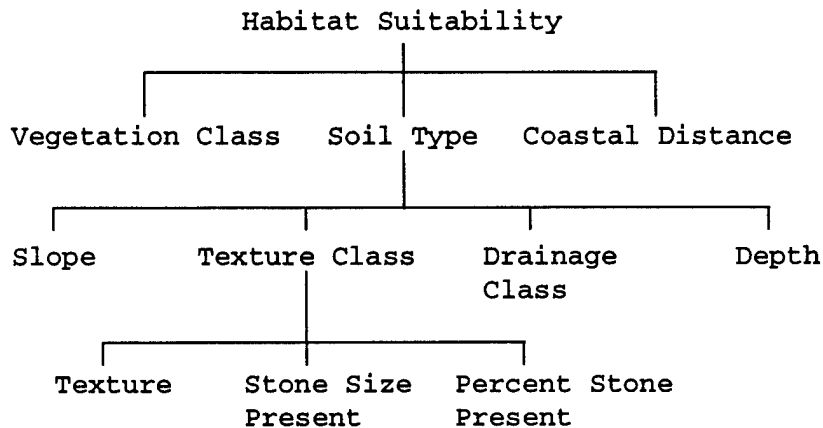 Habitat Suitability
Vegetation Class Soil Type Coastal Distance
Slope Texture Class Drainage Class Depth
Texture Stone Size Present Percent Stone Present